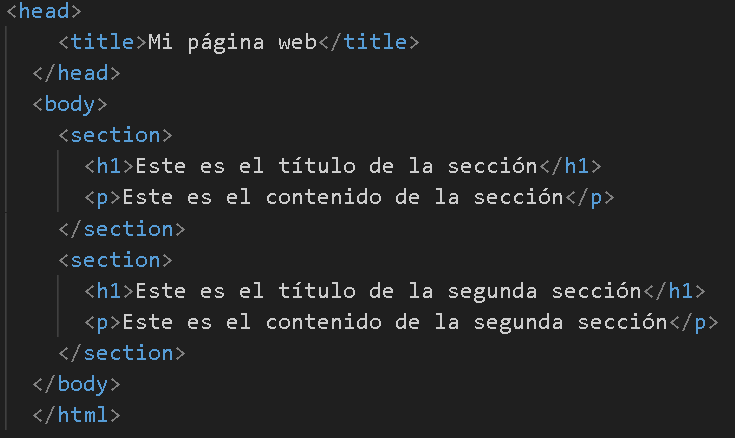 <head>
<title>Mi página web</title>
</head>
<body>
<section>
<h1>Este es el título de la sección</h1>
<p>Este es el contenido de la sección</p>
</section>
<section>
<h1>Este es el título de la segunda sección</h1>
<p>Este es el contenido de la segunda sección</p>
</section>
</body>
</html>